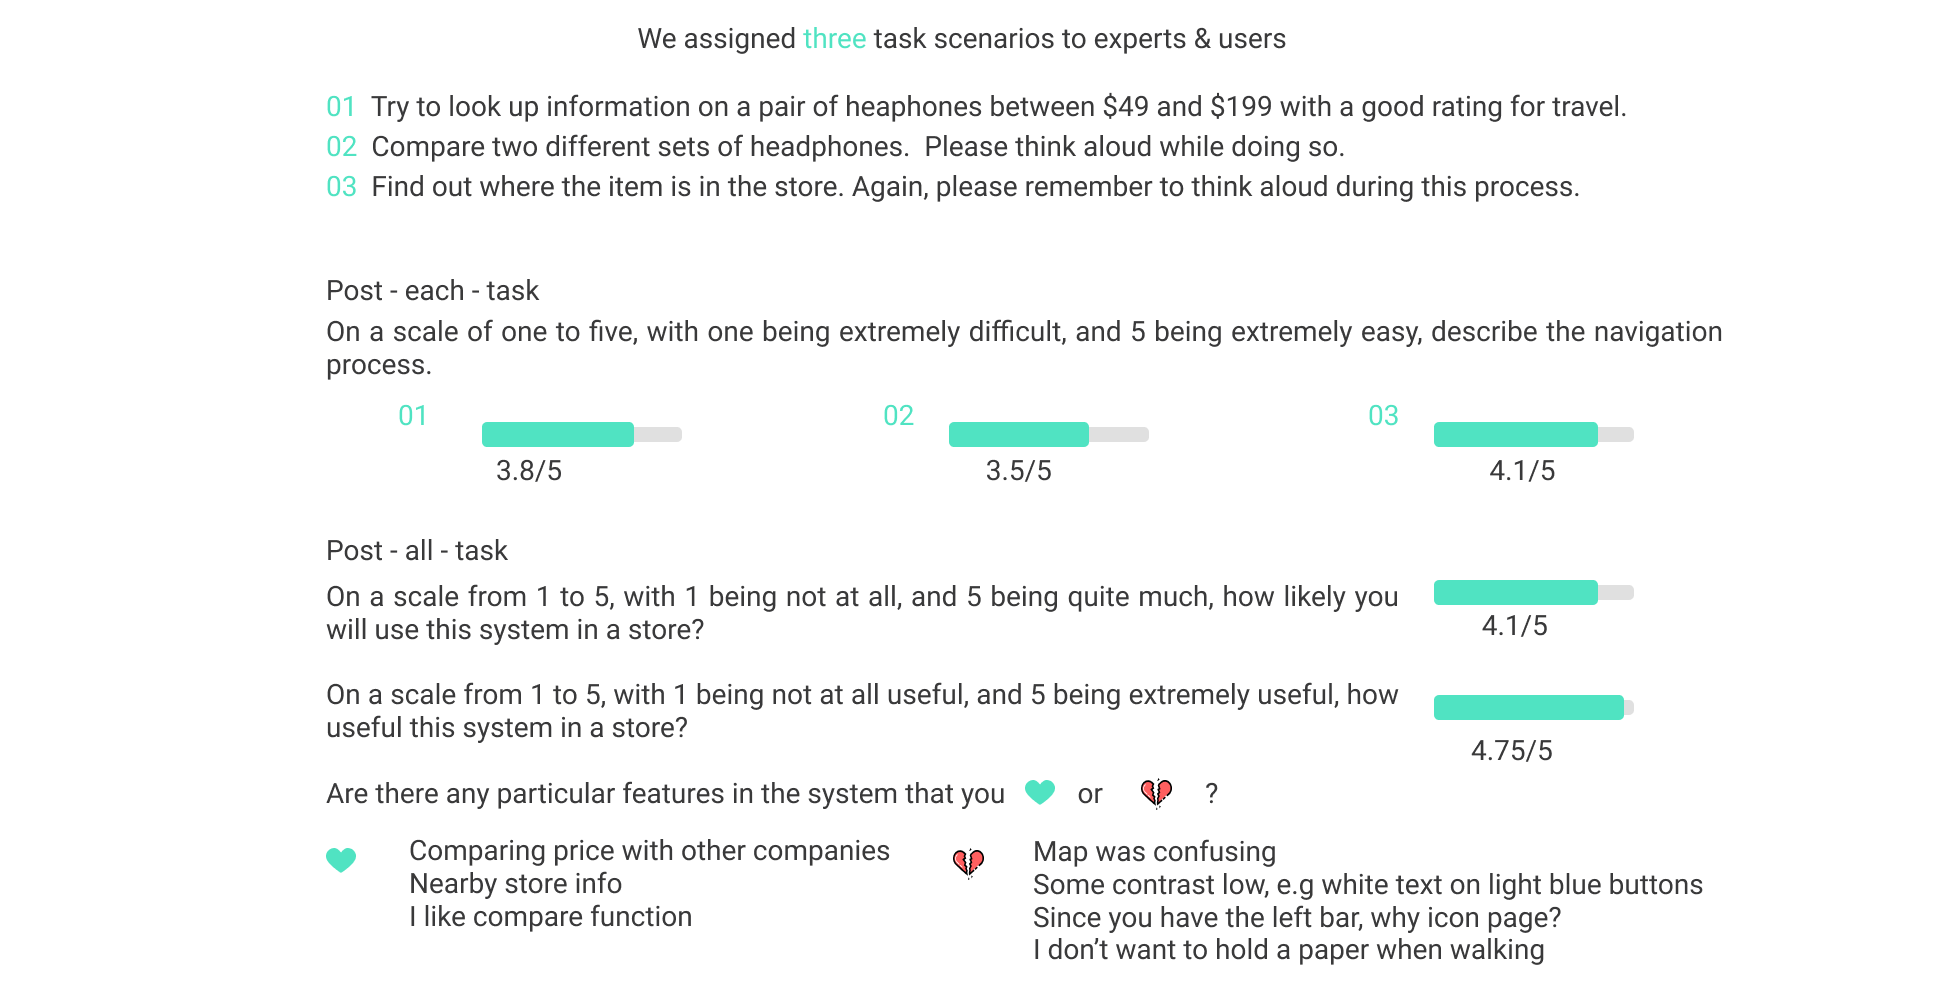 We assigned three task scenarios to experts & users
01 Try to look up information on a pair of heaphones between $49 and $199 with a good rating for travel.
02 Compare two different sets of headphones. Please think aloud while doing so.
03 Find out where the item is in the store. Again, please remember to think aloud during this process.
Post - each - task
On a scale of one to five, with one being extremely difficult, and 5 being extremely easy, describe the navigation
process.
01
3.8/5
02
3.5/5
03
4.1/5
Post - all - task
On a scale from 1 to 5, with 1 being not at all, and 5 being quite much, how likely you
will use this system in a store?
4.1/5
On a scale from 1 to 5, with 1 being not at all useful, and 5 being extremely useful, how
useful this system in a store?
4.75/5
Are there any particular features in the system that you or ?
Comparing price with other companies
Nearby store info
I like compare function
Map was confusing
Some contrast low, e.g white text on light blue buttons
Since you have the left bar, why icon page?
I don’t want to hold a paper when walking